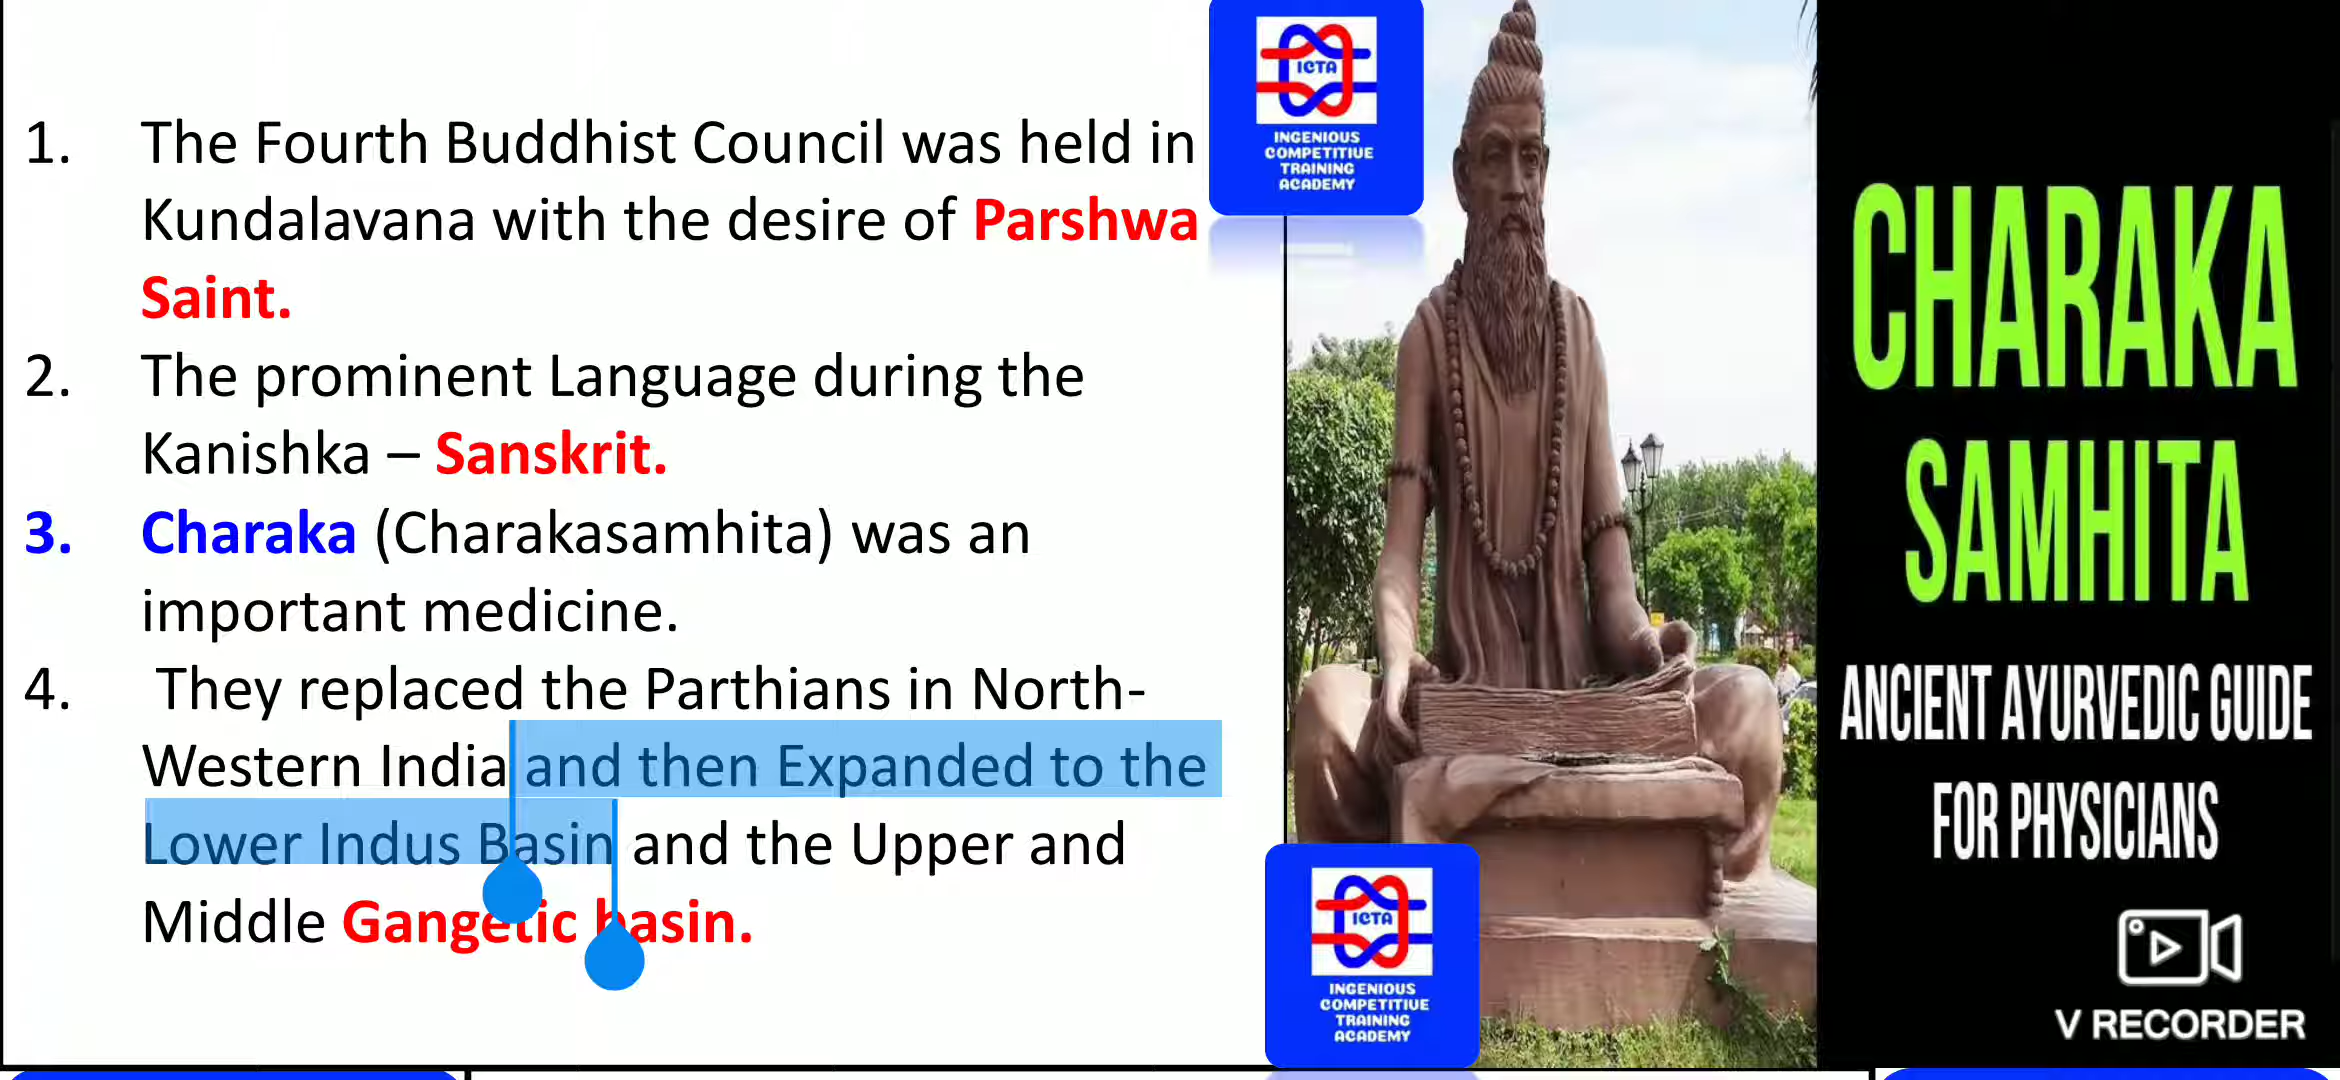 1. The Fourth Buddhist Council was held in
Kundalavana with the desire of Parshwa
Saint.
2. The prominent Language during the
Kanishka – Sanskrit.
3. Charaka (Charakasamhita) was an
important medicine.
4. They replaced the Parthians in North-
Western India and then Expanded to the
Lower Indus Basin and the Upper and
Middle Gangetic basin.
ICTA
INGENIOUS
COMPETITIVE
TRAINING
ACADEMY
CHARAKA
SAMHITA
ANCIENT AYURVEDIC GUIDE
FOR PHYSICIANS
ICTA
INGENIOUS
COMPETITIVE
TRAINING
ACADEMY
V RECORDER